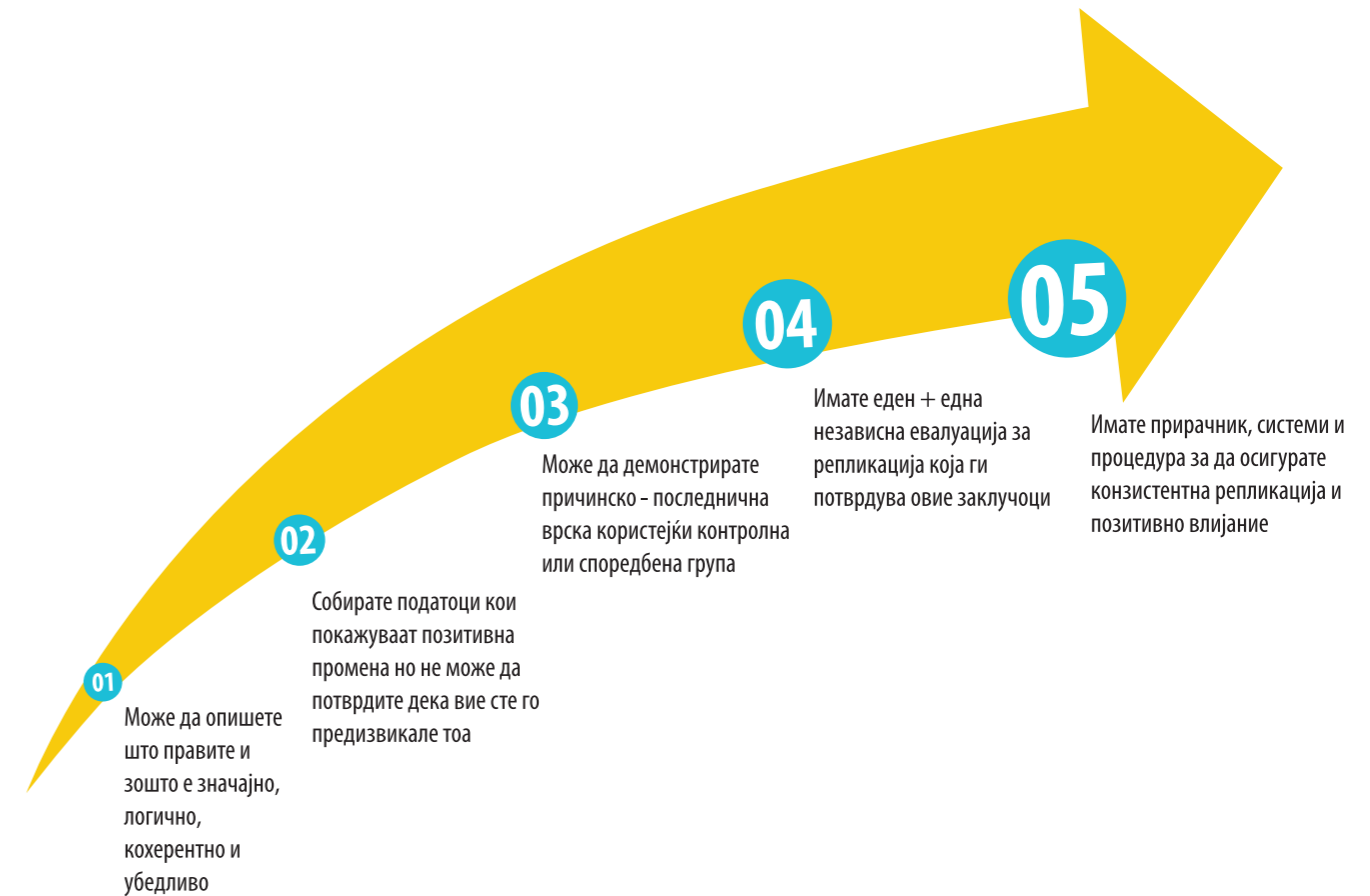 01
Може да опишете
што правите и
зошто е значајно,
логично,
кохерентно и
убедливо
02
Собирате податоци кои
покажуваат позитивна
промена но не може да
потврдите дека вие сте го
предизвикале тоа
03
Може да демонстрирате
причинско - последнична
врска користејќи контролна
или споредбена група
04
Имате еден + една
независна евалуација за
репликација која ги
потврдува овие заклучоци
05
Имате прирачник, системи и
процедура за да осигурате
конзистентна репликација и
позитивно влијание